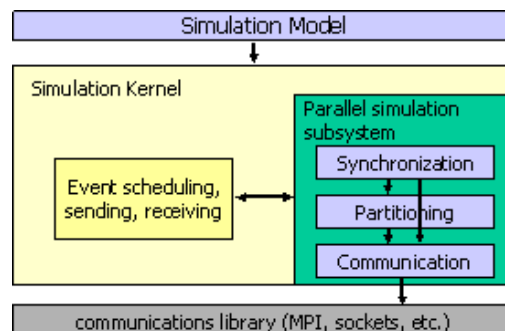 Simulation Model
Simulation Kernel
Parallel simulation
subsystem
Event scheduling,
sending, receiving
Synchronization
Partitioning
Communication
communications library (MPI, sockets, etc.)